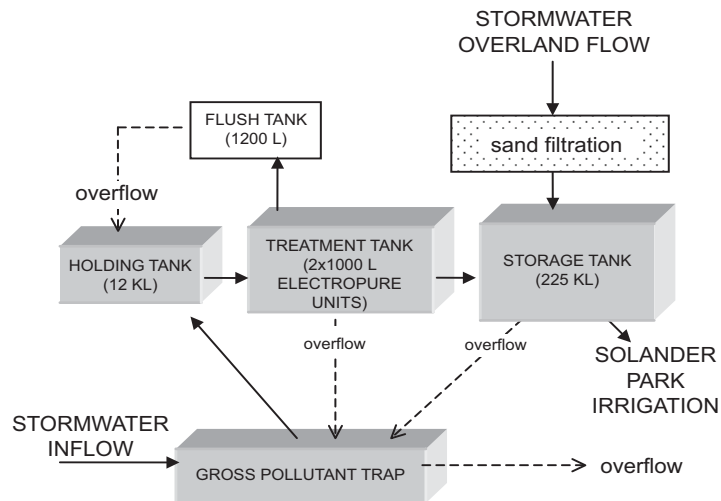 STORMWATER
OVERLAND FLOW
FLUSH TANK
(1200 L)
sand filtration
overflow
HOLDING TANK
(12 KL)
TREATMENT TANK
(2x1000 L
ELECTROPURE
UNITS)
STORAGE TANK
(225 KL)
overflow
overflow
SOLANDER
PARK
IRRIGATION
STORMWATER
INFLOW
GROSS POLLUTANT TRAP
overflow